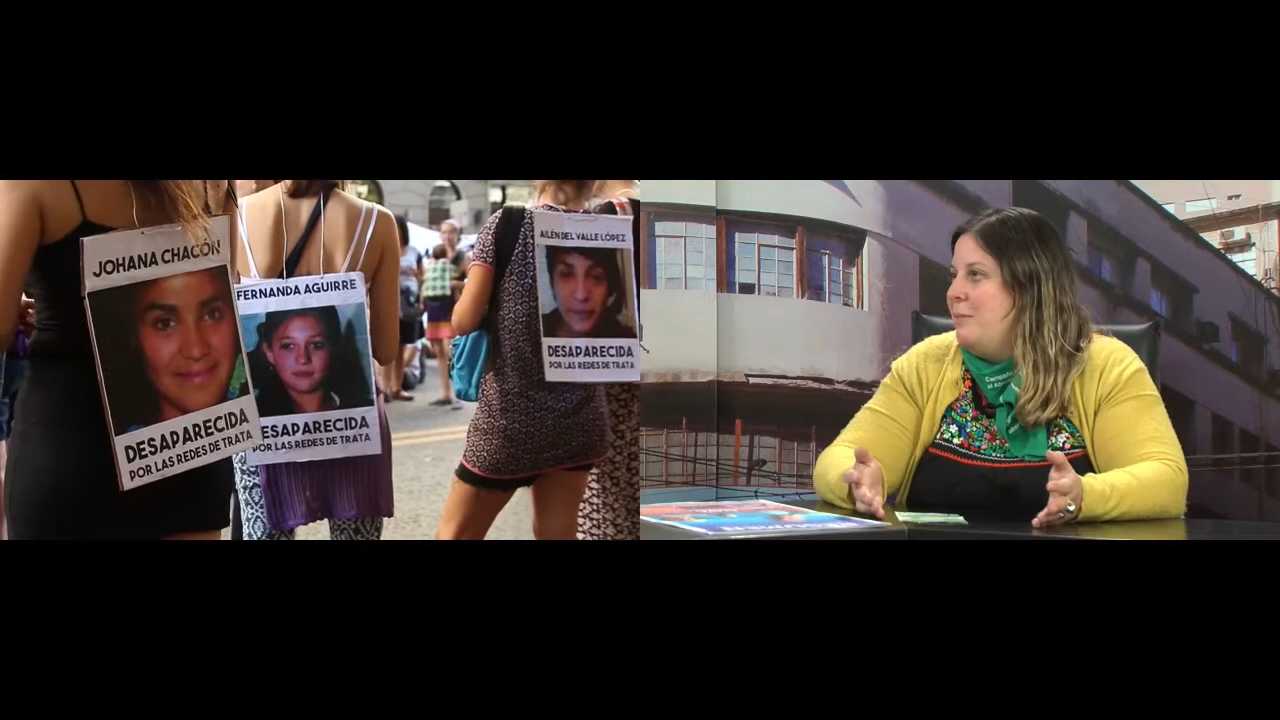 JOHANA CHACÓN
DESAPARECIDA
POR LAS REDES DE TRATA
FERNANDA AGUIRRE
DESAPARECIDA
POR LAS REDES DE TRATA
AILÉN DEL VALLE LÓPEZ
DESAPARECIDA
POR LAS REDES DE TRATA
Campaña